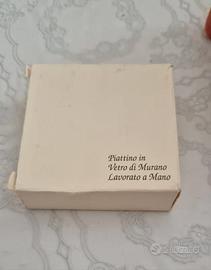 Piattino in
Vetro di Murano
Lavorato a Mano